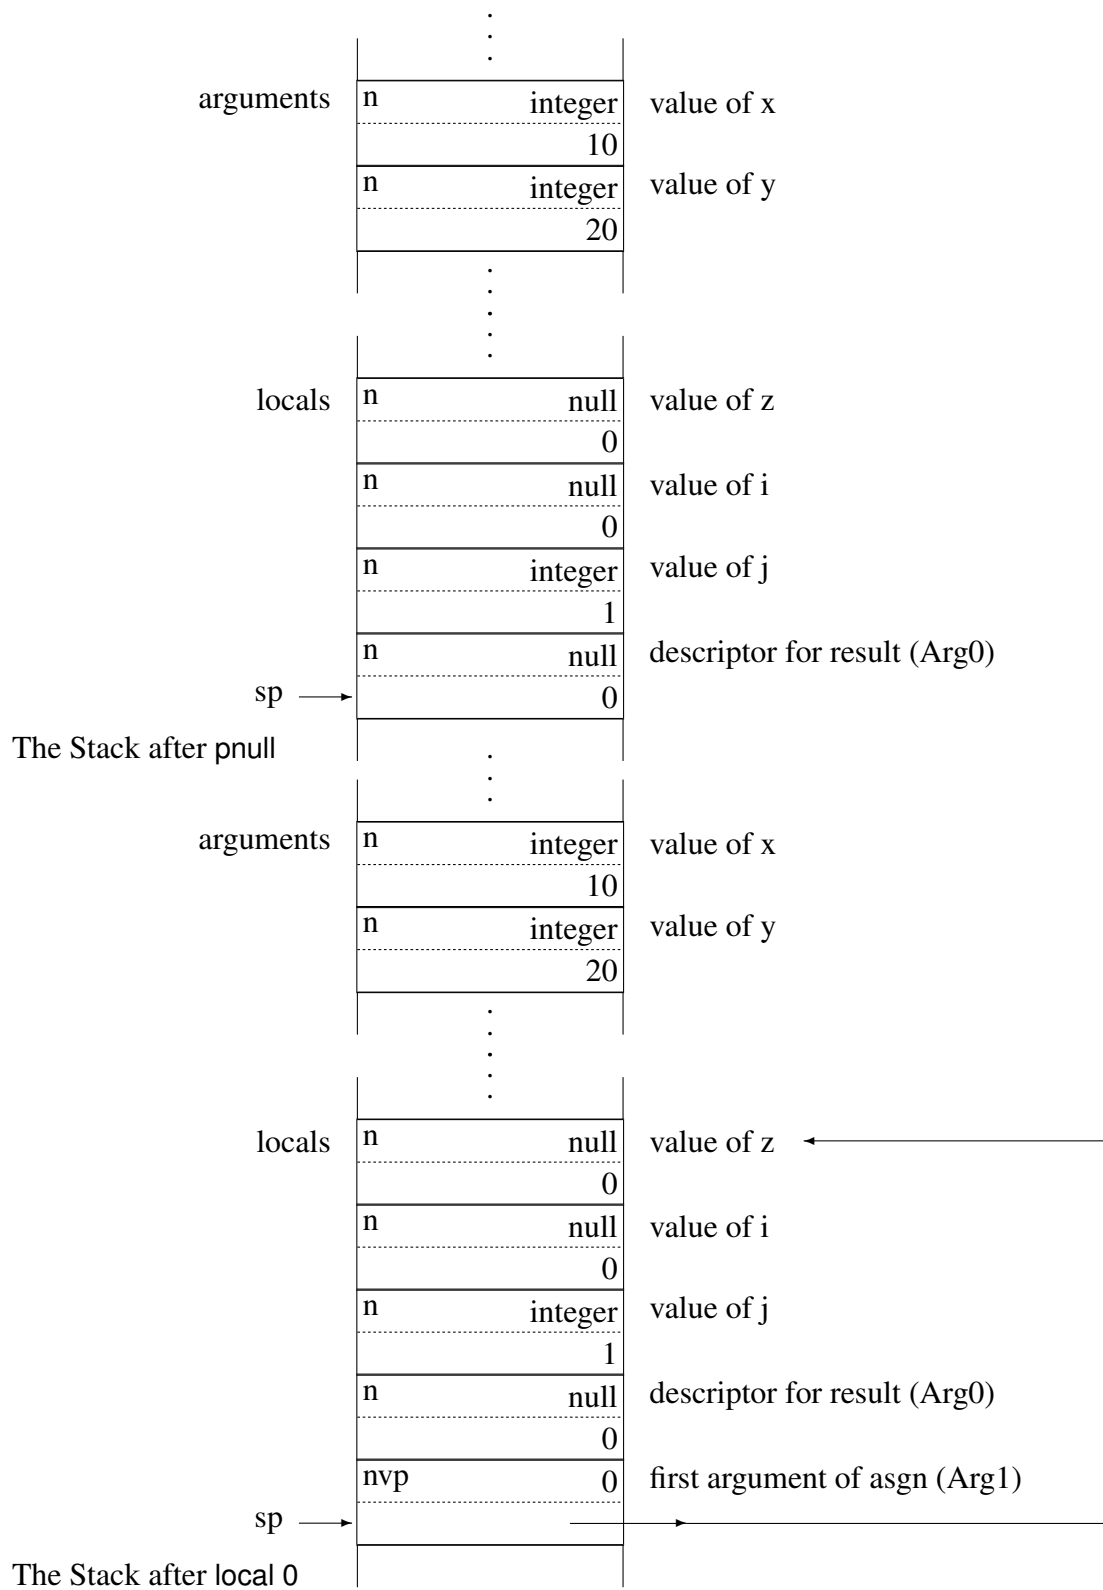 arguments n integer value of x
10
n integer value of y
20
locals n null value of z
0
n null value of i
0
n integer value of j
1
n null descriptor for result (Arg0)
sp 0
The Stack after pnull
arguments n integer value of x
10
n integer value of y
20
locals n null value of z
0
n null value of i
0
n integer value of j
1
n null descriptor for result (Arg0)
0
nvp 0 first argument of asgn (Arg1)
sp
The Stack after local 0